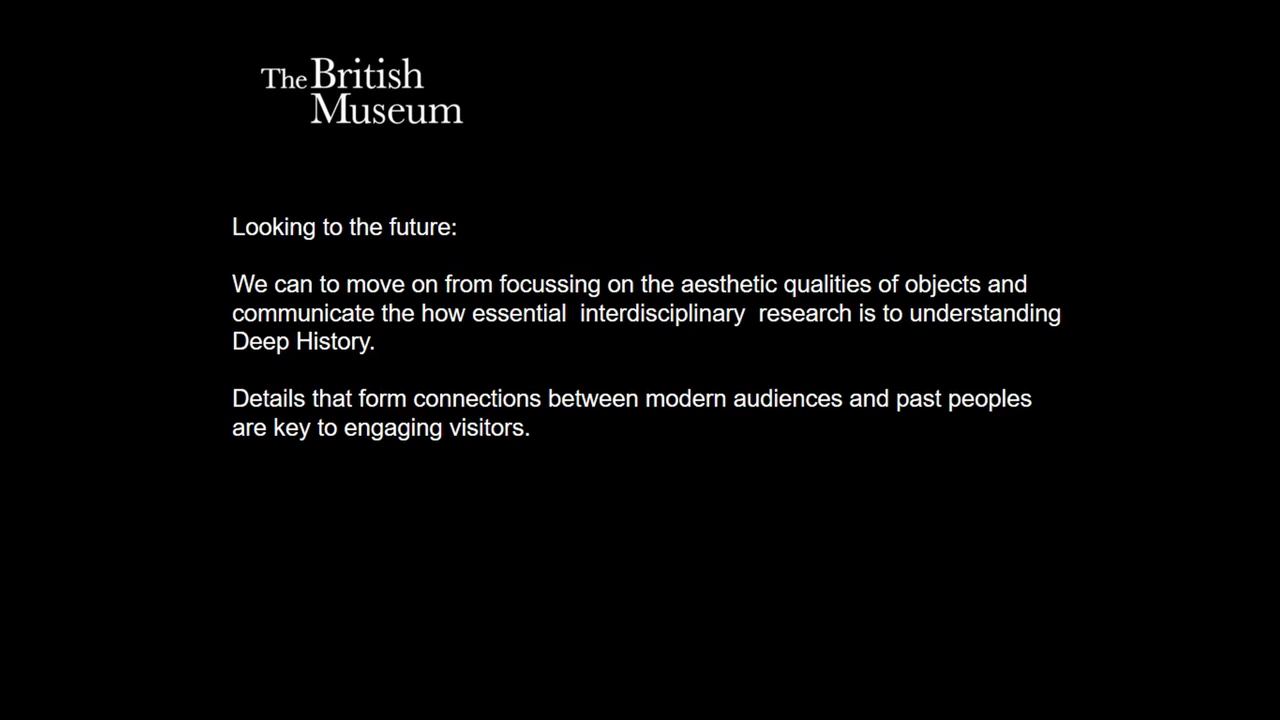 The British
Museum
Looking to the future:
We can to move on from focussing on the aesthetic qualities of objects and
communicate the how essential  interdisciplinary  research is to understanding
Deep History.
Details that form connections between modern audiences and past peoples
are key to engaging visitors.